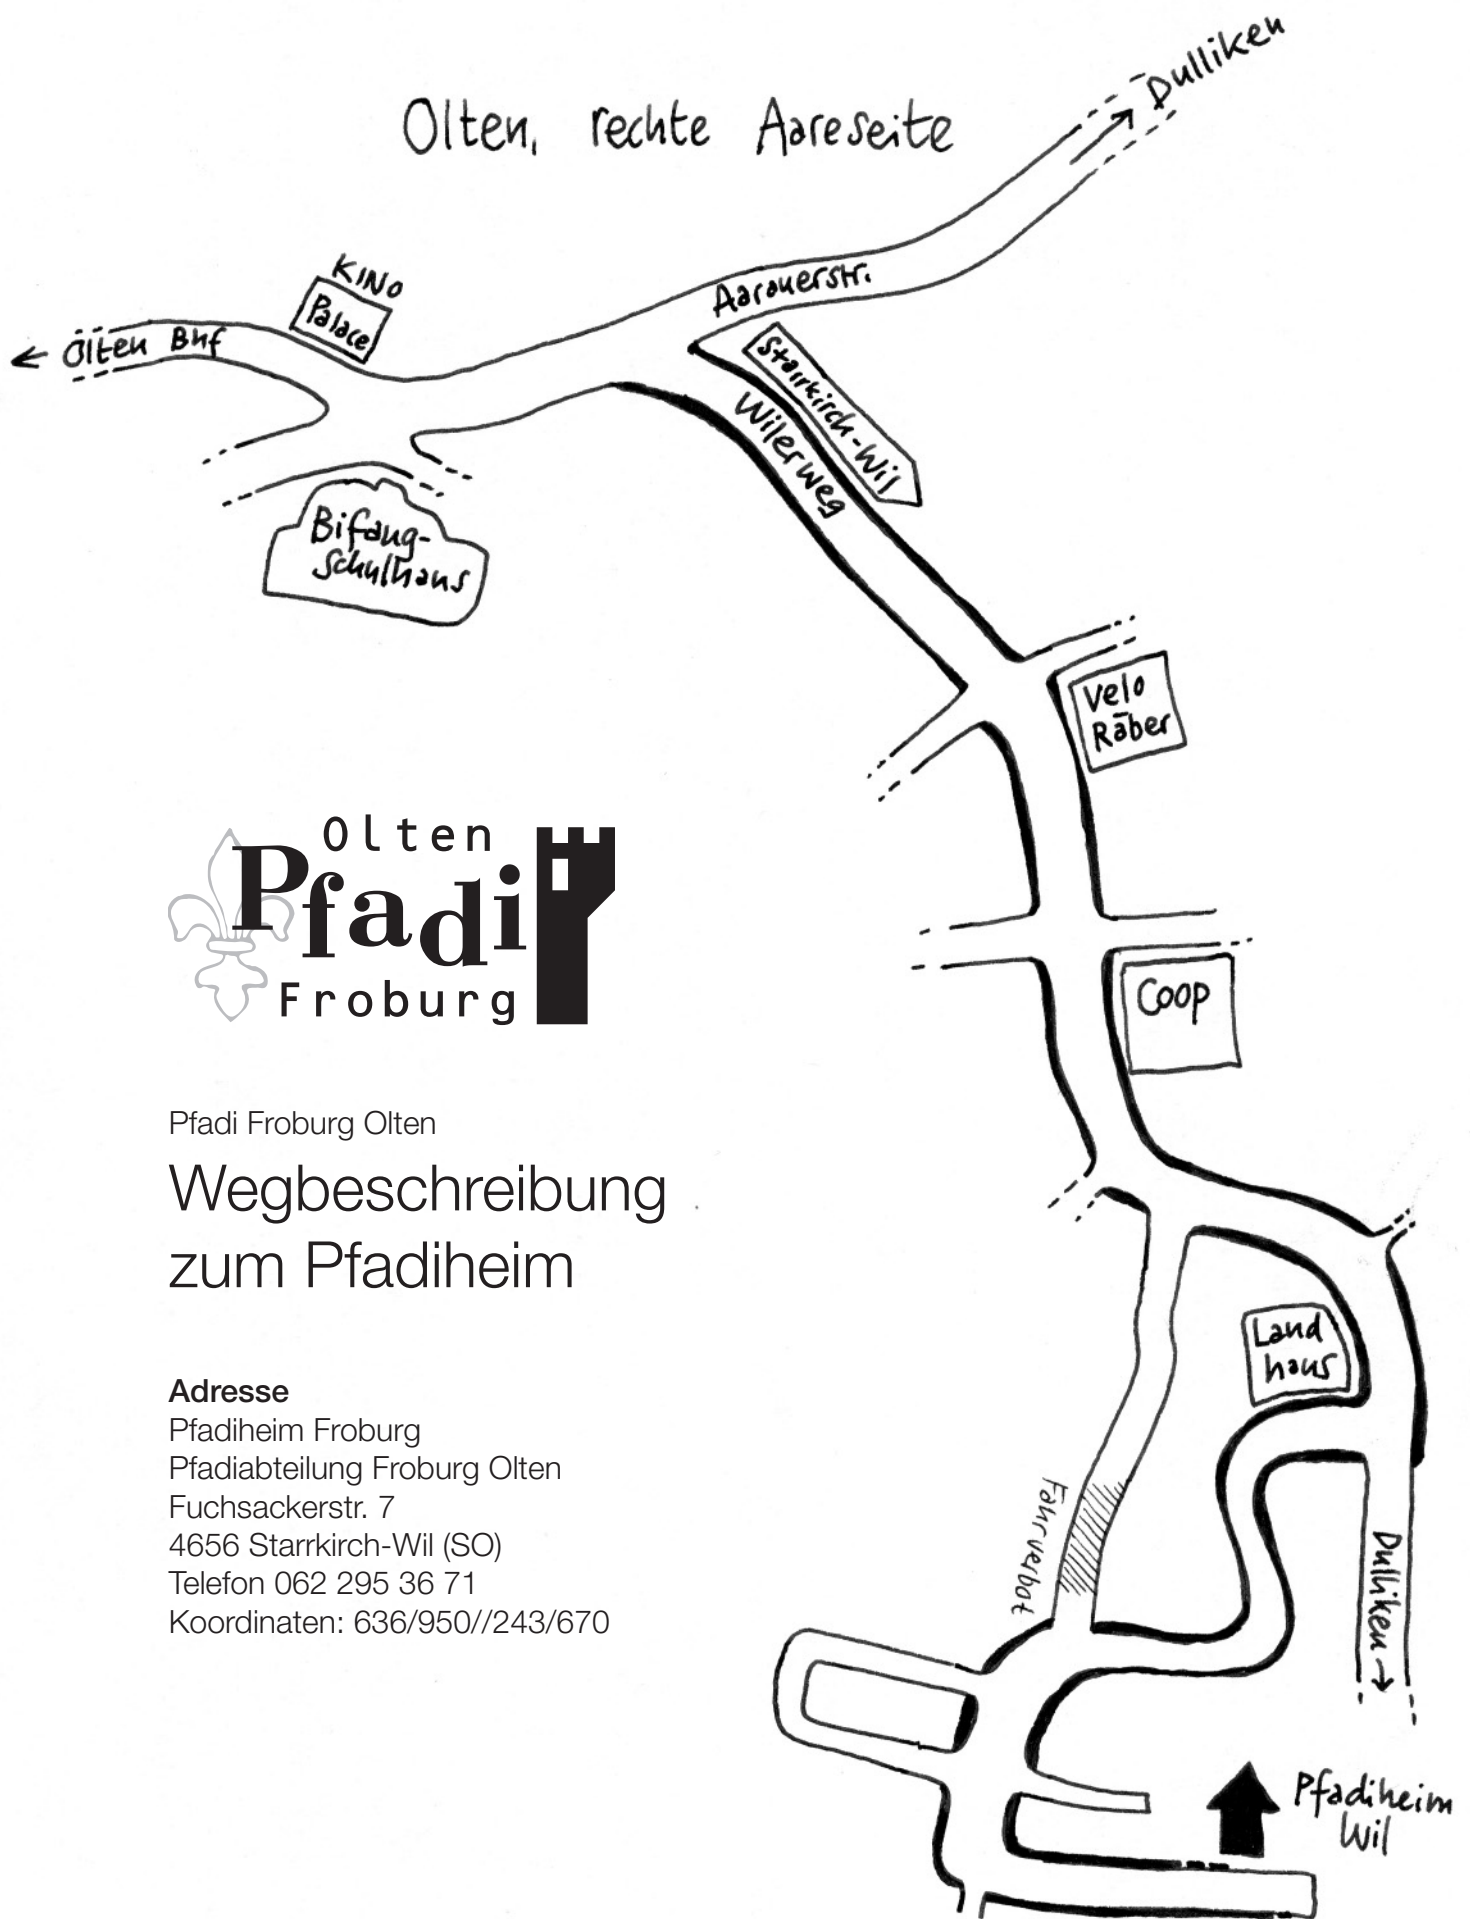 Dulliken
Olten, rechte Aareseite
KINO
Palace
Aarauerstr.
Olten Bhf
Starrkirch-Wil
Wilerweg
Bifang-
schulhaus
Velo
Räber
Olten
Pfadi
Froburg
Coop
Pfadi Froburg Olten
Wegbeschreibung
zum Pfadiheim
Land
haus
Adresse
Pfadiheim Froburg
Pfadiabteilung Froburg Olten
Fuchsackerstr. 7
4656 Starrkirch-Wil (SO)
Telefon 062 295 36 71
Koordinaten: 636/950//243/670
Fahrverbot
Dulliken
Pfadiheim
Wil